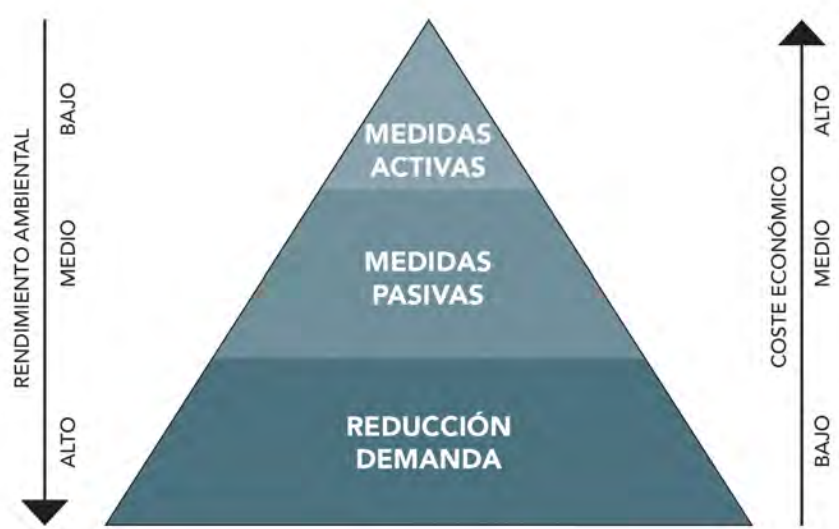 RENDIMIENTO AMBIENTAL
BAJO
MEDIO
ALTO
MEDIDAS
ACTIVAS
MEDIDAS
PASIVAS
REDUCCIÓN
DEMANDA
COSTE ECONÓMICO
ALTO
MEDIO
BAJO